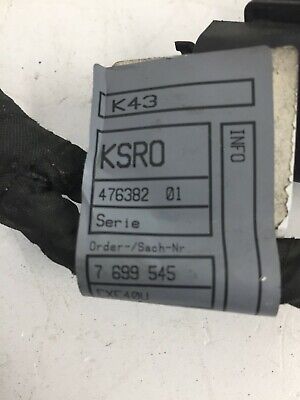 K43
KSRO
INFO
476382 01
Serie
Order-/Sach-Nr
7 699 545